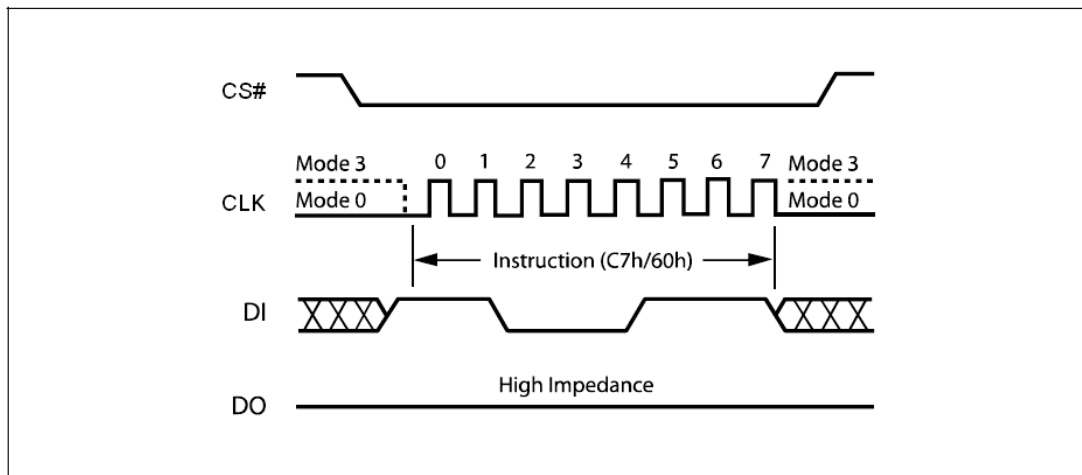 CS#
Mode 3 0 1 2 3 4 5 6 7 Mode 3
CLK Mode 0 Mode 0
Instruction (C7h/60h)
DI
High Impedance
DO